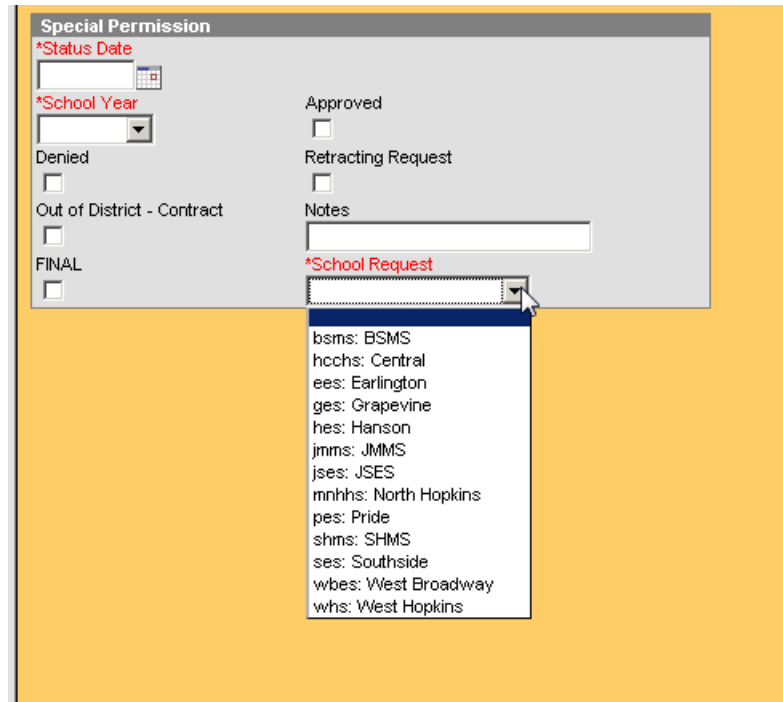 Special Permission
*Status Date
*School Year
Approved
Denied
Retracting Request
Out of District - Contract
Notes
FINAL
*School Request
bsms: BSMS
hcchs: Central
ees: Earlington
ges: Grapevine
hes: Hanson
jmms: JMMS
jses: JSES
mnhhs: North Hopkins
pes: Pride
shms: SHMS
ses: Southside
wbes: West Broadway
whs: West Hopkins